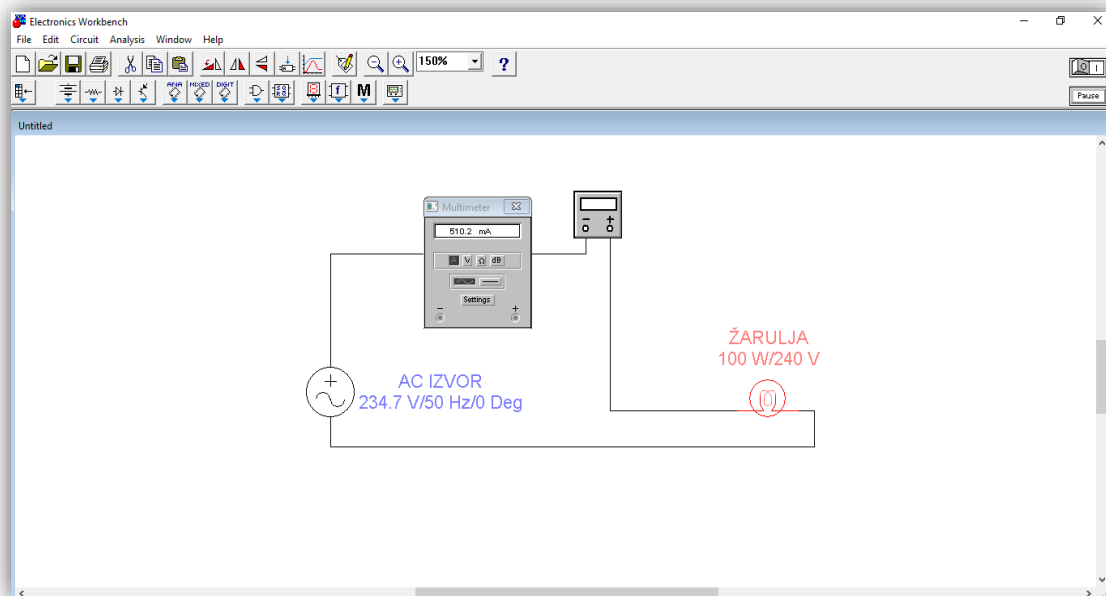 Electronics Workbench
File Edit Circuit Analysis Window Help
150%
?
ANA MIXED DIGIT
f M
Pause
Untitled
Multimeter
510.2 mA
A V Ω dB
Settings
− +
− +
+
AC IZVOR
234.7 V/50 Hz/0 Deg
ŽARULJA
100 W/240 V